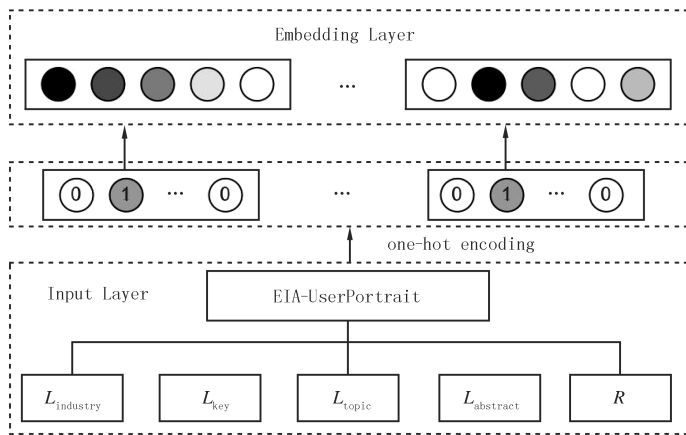 Embedding Layer
...
0 1 ... 0 ... 0 1 ... 0
one-hot encoding
Input Layer
EIA-UserPortrait
L_industry L_key L_topic L_abstract R